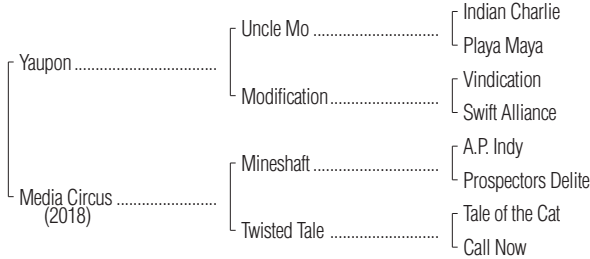 Indian Charlie
Uncle Mo
Playa Maya
Yaupon
Vindication
Modification
Swift Alliance
A.P. Indy
Mineshaft
Prospectors Delite
Media Circus
(2018)
Tale of the Cat
Twisted Tale
Call Now